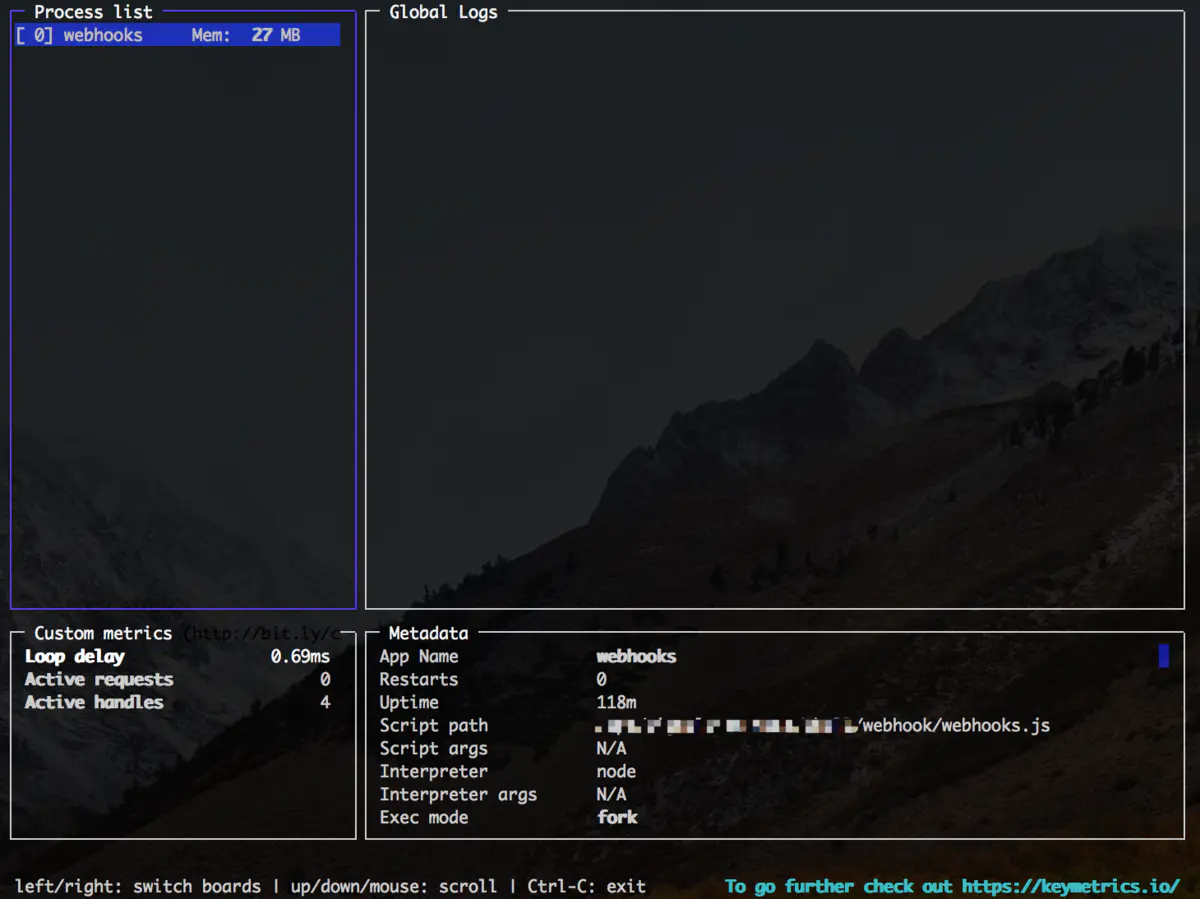 Process list
[ 0] webhooks Mem: 27 MB
Global Logs
Custom metrics (http://bit.ly/c
Loop delay 0.69ms
Active requests 0
Active handles 4
Metadata
App Name webhooks
Restarts 0
Uptime 118m
Script path /webhook/webhooks.js
Script args N/A
Interpreter node
Interpreter args N/A
Exec mode fork
left/right: switch boards | up/down/mouse: scroll | Ctrl-C: exit
To go further check out https://keymetrics.io/